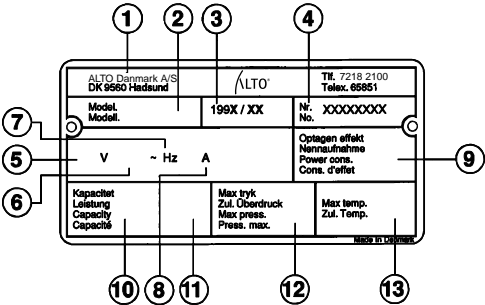 1
2
3
4
ALTO Danmark A/S
DK 9560 Hadsund
ALTO®
Tlf. 7218 2100
Telex. 65851
Model.
Modell.
199X / XX
Nr. XXXXXXXX
No.
7
5
V ~ Hz A
6
Optagen effekt
Nennaufnahme
Power cons.
Cons. d'effet
9
Kapacitet
Leistung
Capacity
Capacité
Max tryk
Zul. Überdruck
Max press.
Press. max.
Max temp.
Zul. Temp.
Made in Denmark
10
8
11
12
13